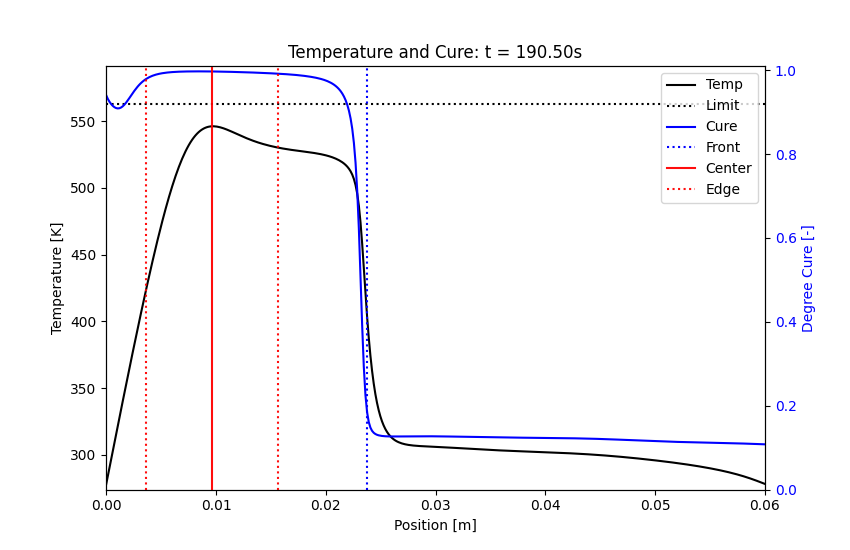 Temperature and Cure: t = 190.50s
Temperature [K]
550
500
450
400
350
300
1.0
0.8
0.6
0.4
0.2
0.0
Degree Cure [-]
Temp
Limit
Cure
Front
Center
Edge
0.00
0.01
0.02
0.03
0.04
0.05
0.06
Position [m]